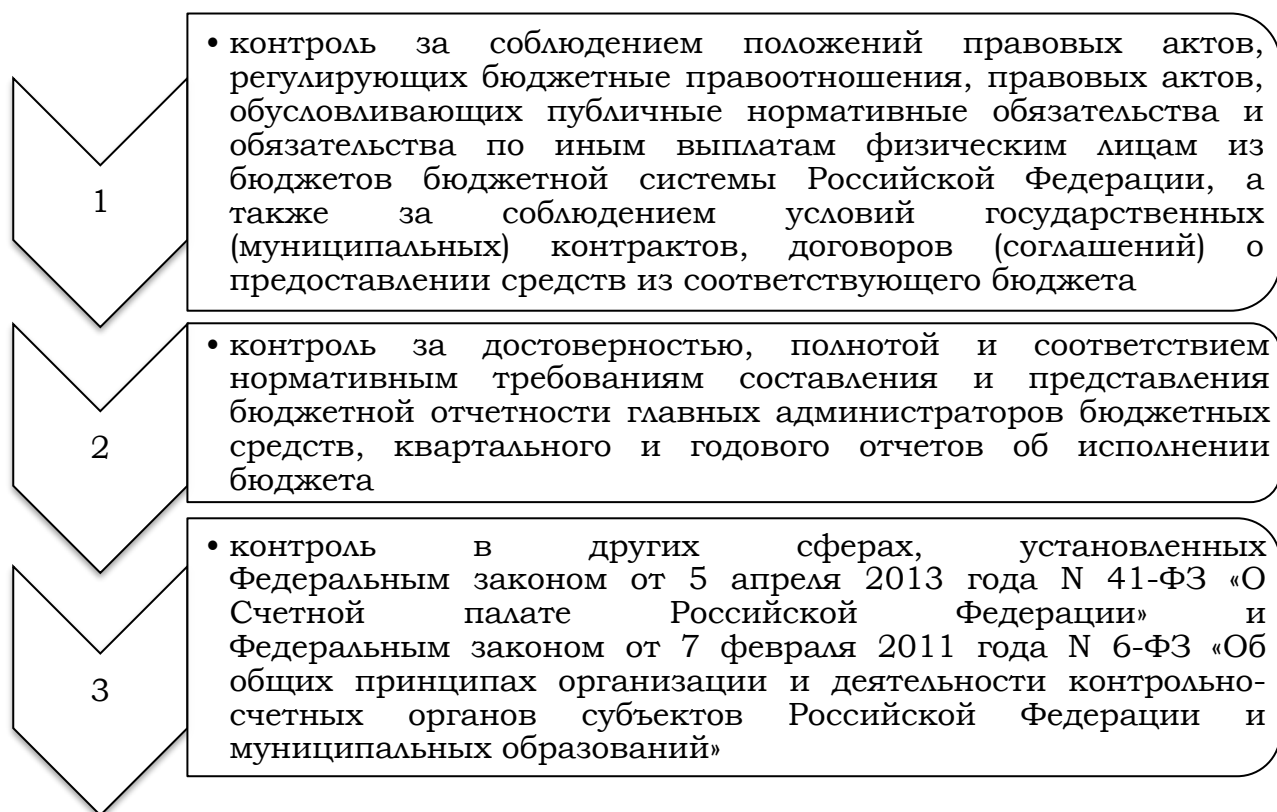 • контроль за соблюдением положений правовых актов,
регулирующих бюджетные правоотношения, правовых актов,
обусловливающих публичные нормативные обязательства и
обязательства по иным выплатам физическим лицам из
бюджетов бюджетной системы Российской Федерации, а
также за соблюдением условий государственных
(муниципальных) контрактов, договоров (соглашений) о
предоставлении средств из соответствующего бюджета
1
• контроль за достоверностью, полнотой и соответствием
нормативным требованиям составления и представления
бюджетной отчетности главных администраторов бюджетных
средств, квартального и годового отчетов об исполнении
бюджета
2
• контроль в других сферах, установленных
Федеральным законом от 5 апреля 2013 года N 41-ФЗ «О
Счетной палате Российской Федерации» и
Федеральным законом от 7 февраля 2011 года N 6-ФЗ «Об
общих принципах организации и деятельности контрольно-
счетных органов субъектов Российской Федерации и
муниципальных образований»
3